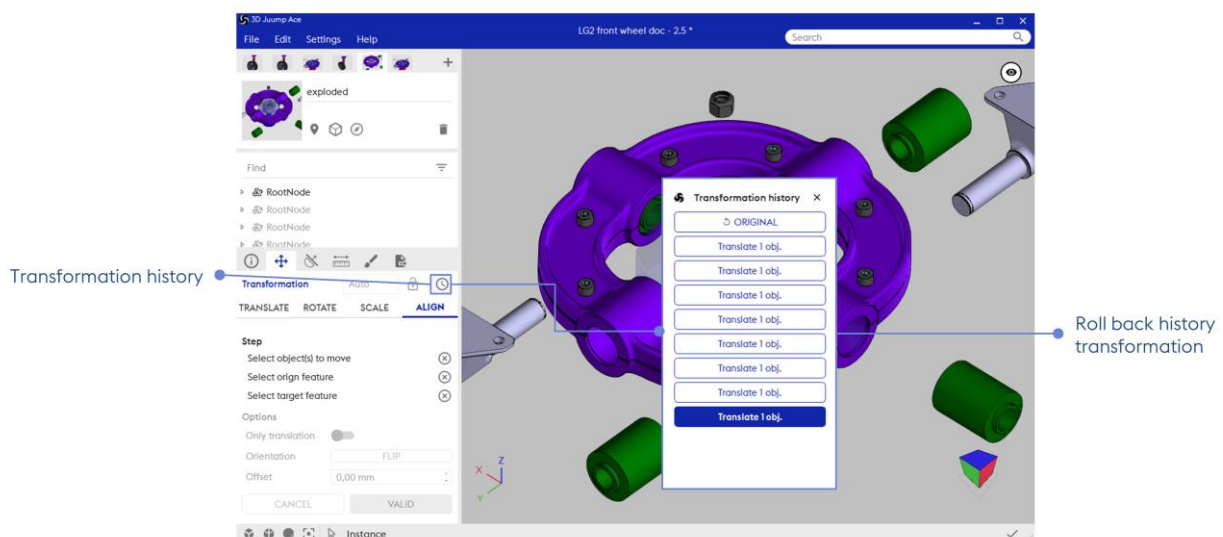 3D Juump Ace
LG2 front wheel doc - 2.5 *
File Edit Settings Help
Search
exploded
Find
RootNode
RootNode
RootNode
RootNode
Transformation history
Transformation Auto
TRANSLATE ROTATE SCALE ALIGN
Step
Select object(s) to move
Select orign feature
Select target feature
Options
Only translation
Orientation FLIP
Offset 0,00 mm
CANCEL VALID
Instance
Transformation history
ORIGINAL
Translate 1 obj.
Translate 1 obj.
Translate 1 obj.
Translate 1 obj.
Translate 1 obj.
Translate 1 obj.
Translate 1 obj.
Translate 1 obj.
Roll back history
transformation
X
Z
Y